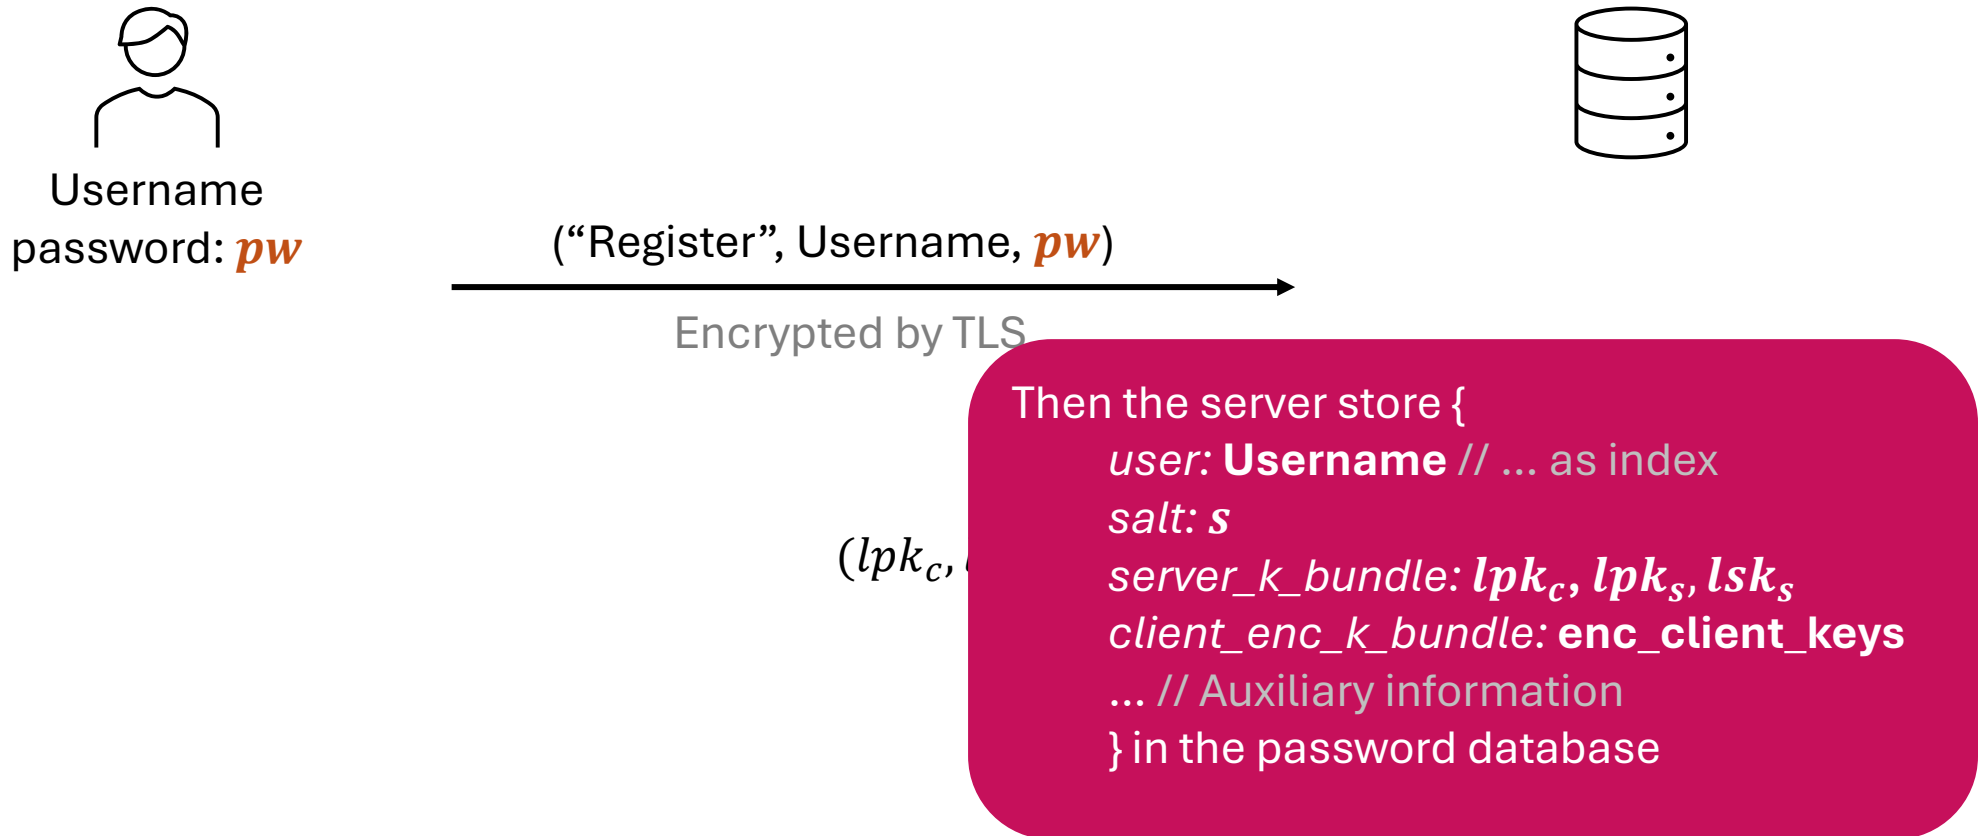 Username
password: pw
(“Register”, Username, pw)
Encrypted by TLS
Then the server store {
user: Username // ... as index
salt: s
(lpk_c,
server_k_bundle: lpk_c, lpk_s, lsk_s
client_enc_k_bundle: enc_client_keys
... // Auxiliary information
} in the password database